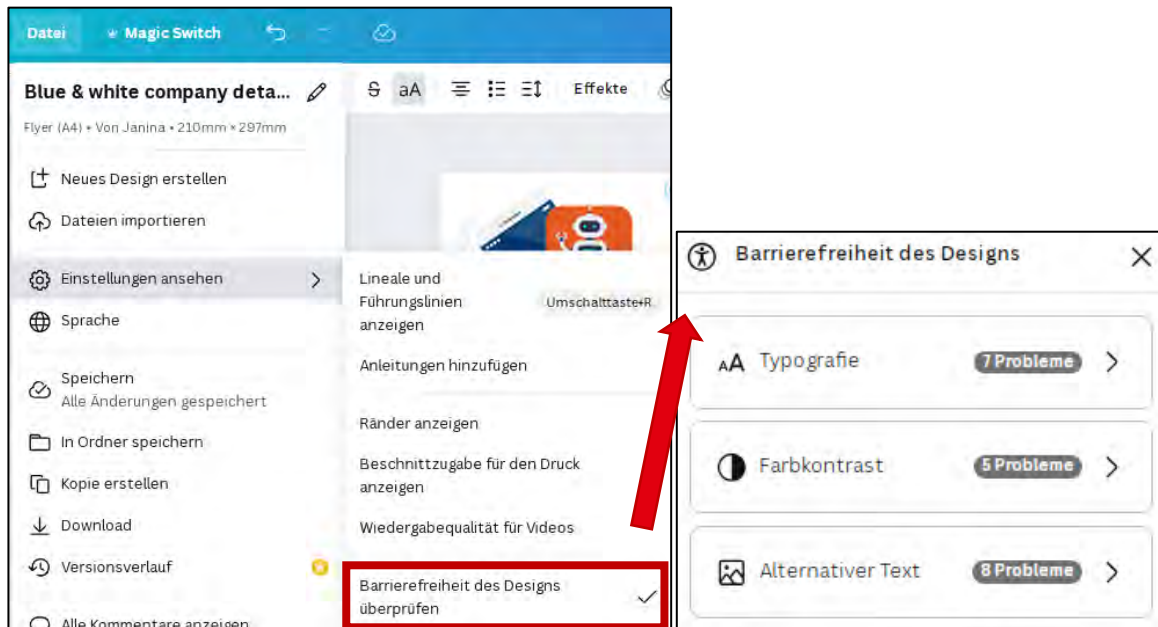 Datei
Magic Switch
Blue & white company deta...
Flyer (A4) • Von Janina • 210mm × 297mm
Neues Design erstellen
Dateien importieren
Einstellungen ansehen
Sprache
Speichern
Alle Änderungen gespeichert
In Ordner speichern
Kopie erstellen
Download
Versionsverlauf
Alle Kommentare anzeigen
S aA Effekte
Lineale und
Führungslinien
anzeigen
Umschalttaste+R
Anleitungen hinzufügen
Ränder anzeigen
Beschnittzugabe für den Druck
anzeigen
Wiedergabequalität für Videos
Barrierefreiheit des Designs
überprüfen
Barrierefreiheit des Designs
AA Typografie 7 Probleme
Farbkontrast 5 Probleme
Alternativer Text 8 Probleme